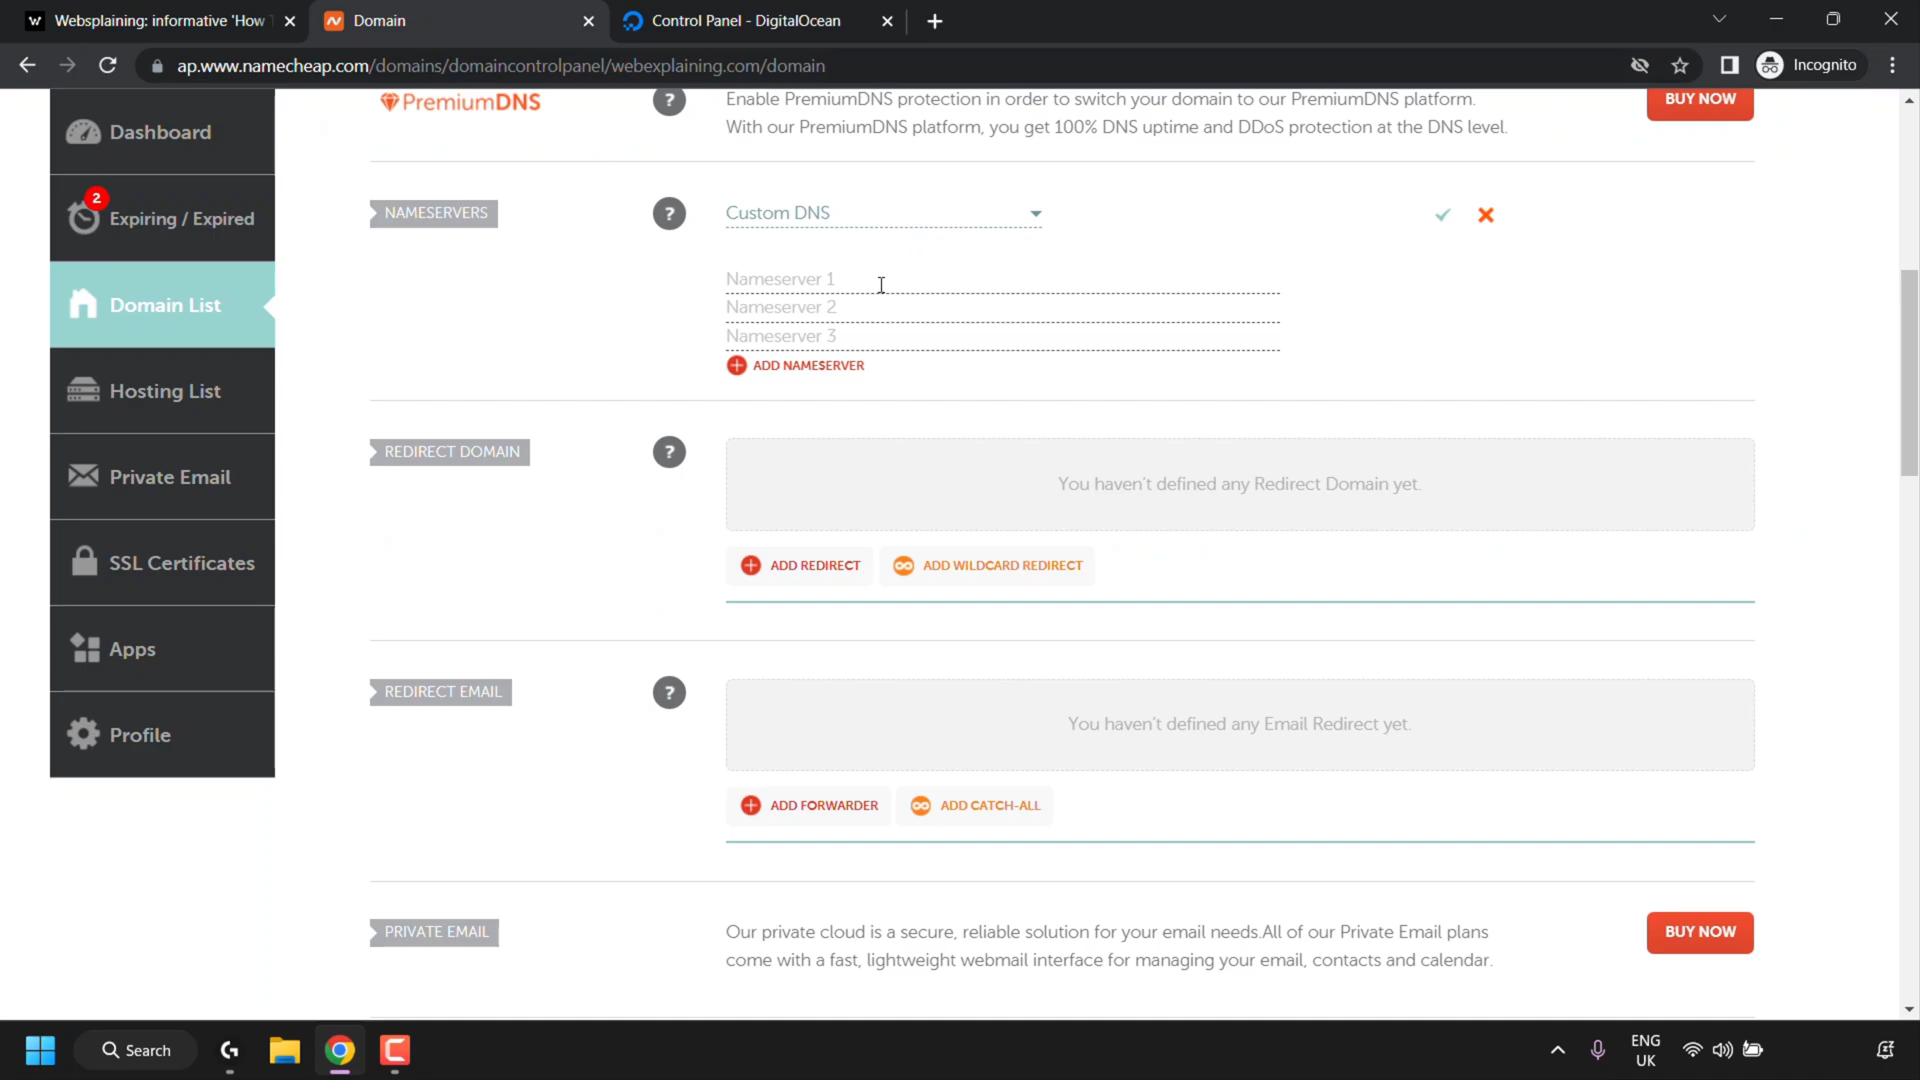 Websplaining: informative 'How T
Domain
Control Panel - DigitalOcean
ap.www.namecheap.com/domains/domaincontrolpanel/webexplaining.com/domain
Incognito
PremiumDNS
?
Enable PremiumDNS protection in order to switch your domain to our PremiumDNS platform.
With our PremiumDNS platform, you get 100% DNS uptime and DDoS protection at the DNS level.
BUY NOW
Dashboard
2
Expiring / Expired
Domain List
Hosting List
Private Email
SSL Certificates
Apps
Profile
NAMESERVERS
?
Custom DNS
Nameserver 1
Nameserver 2
Nameserver 3
ADD NAMESERVER
REDIRECT DOMAIN
?
You haven't defined any Redirect Domain yet.
ADD REDIRECT
ADD WILDCARD REDIRECT
REDIRECT EMAIL
?
You haven't defined any Email Redirect yet.
ADD FORWARDER
ADD CATCH-ALL
PRIVATE EMAIL
Our private cloud is a secure, reliable solution for your email needs.All of our Private Email plans
come with a fast, lightweight webmail interface for managing your email, contacts and calendar.
BUY NOW
Search
ENG
UK